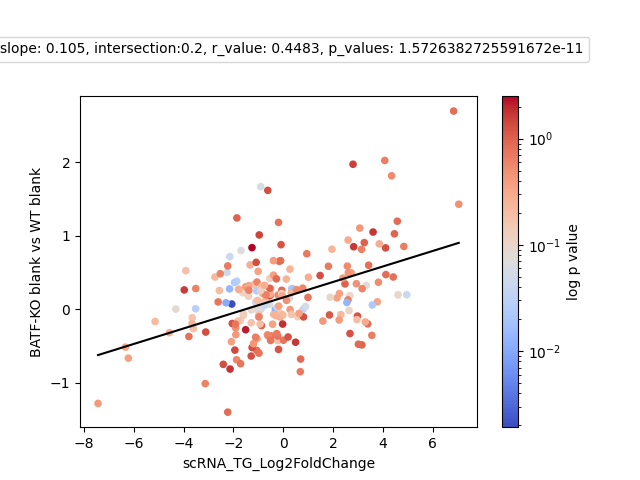 slope: 0.105, intersection:0.2, r_value: 0.4483, p_values: 1.5726382725591672e-11
BATF-KO blank vs WT blank
2
1
0
−1
−8 −6 −4 −2 0 2 4 6
scRNA_TG_Log2FoldChange
10⁰
10⁻¹
10⁻²
log p value